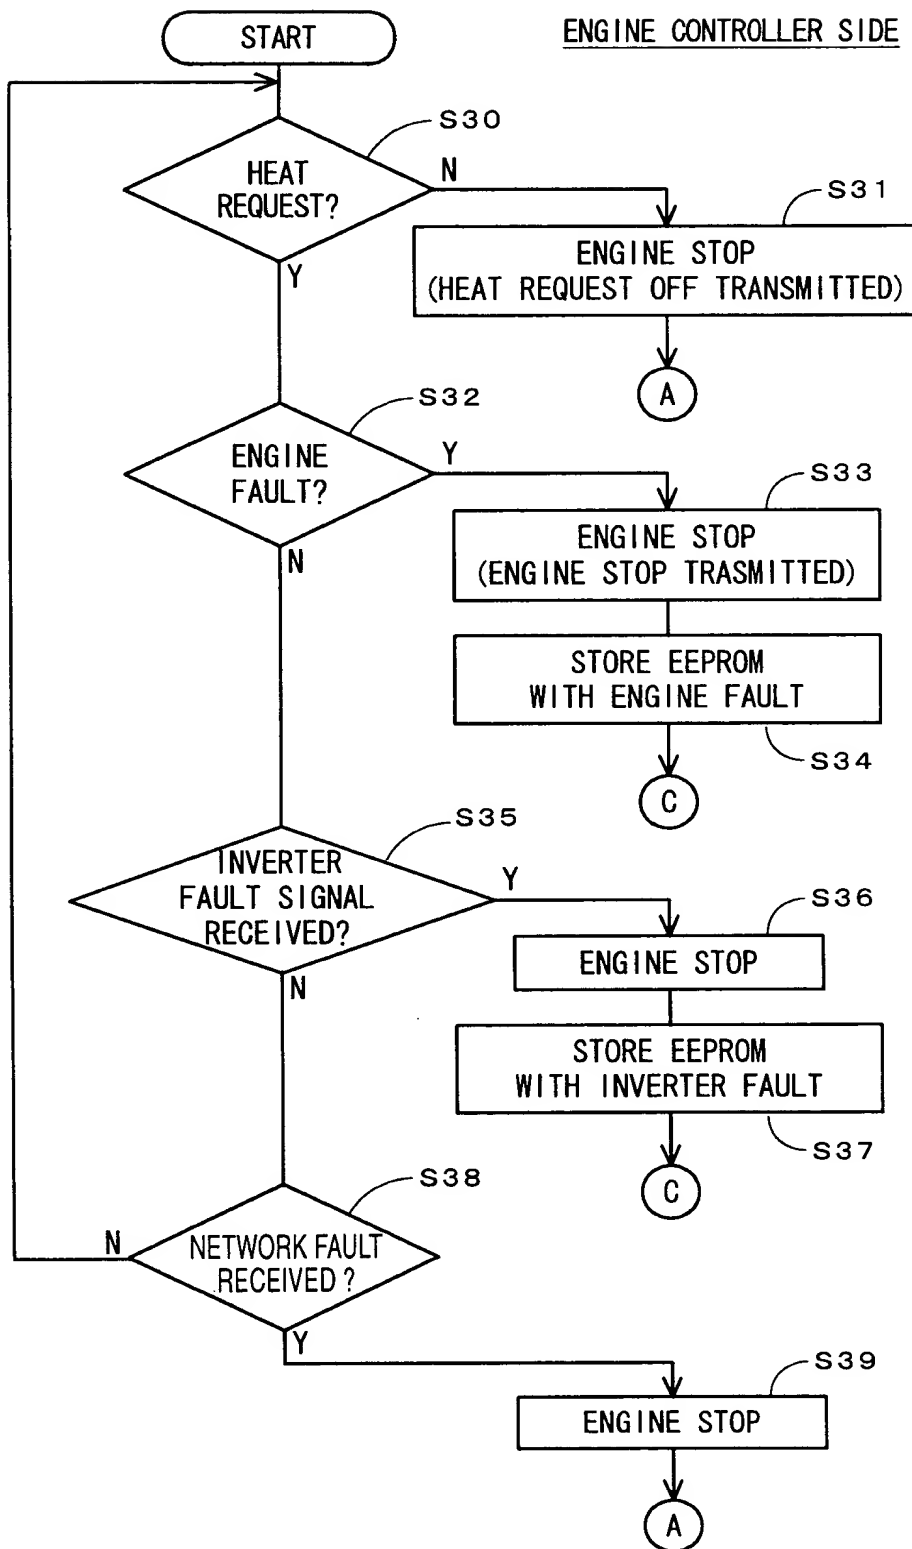 START
ENGINE CONTROLLER SIDE
S30
HEAT
REQUEST?
N
Y
S31
ENGINE STOP
(HEAT REQUEST OFF TRANSMITTED)
A
S32
ENGINE
FAULT?
Y
N
S33
ENGINE STOP
(ENGINE STOP TRASMITTED)
STORE EEPROM
WITH ENGINE FAULT
S34
C
S35
INVERTER
FAULT SIGNAL
RECEIVED?
Y
N
S36
ENGINE STOP
STORE EEPROM
WITH INVERTER FAULT
S37
C
S38
NETWORK FAULT
RECEIVED?
N
Y
S39
ENGINE STOP
A